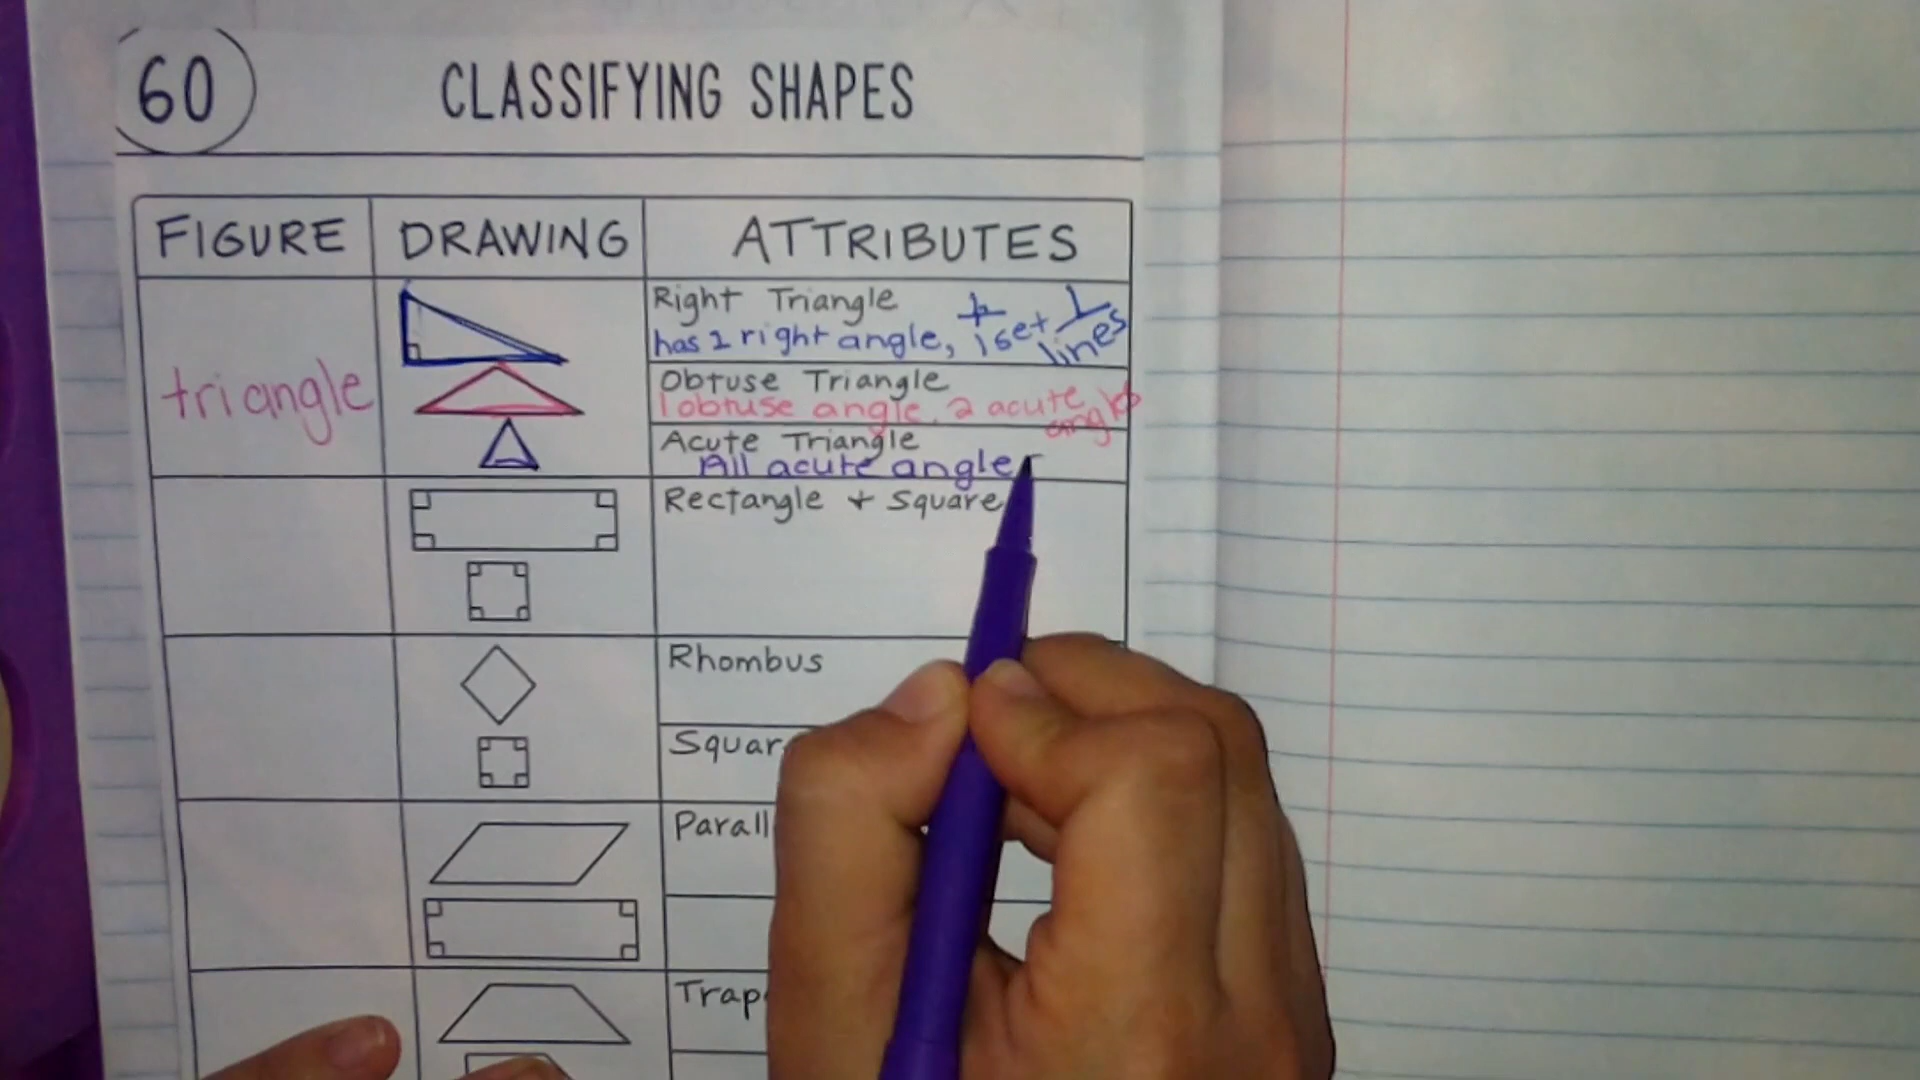 60
CLASSIFYING SHAPES
FIGURE DRAWING ATTRIBUTES
triangle
Right Triangle
has 1 right angle, 1 set ⊥
lines
Obtuse Triangle
1 obtuse angle, 2 acute
angles
Acute Triangle
All acute angle
Rectangle + Square
Rhombus
Squar
Parall
Trap